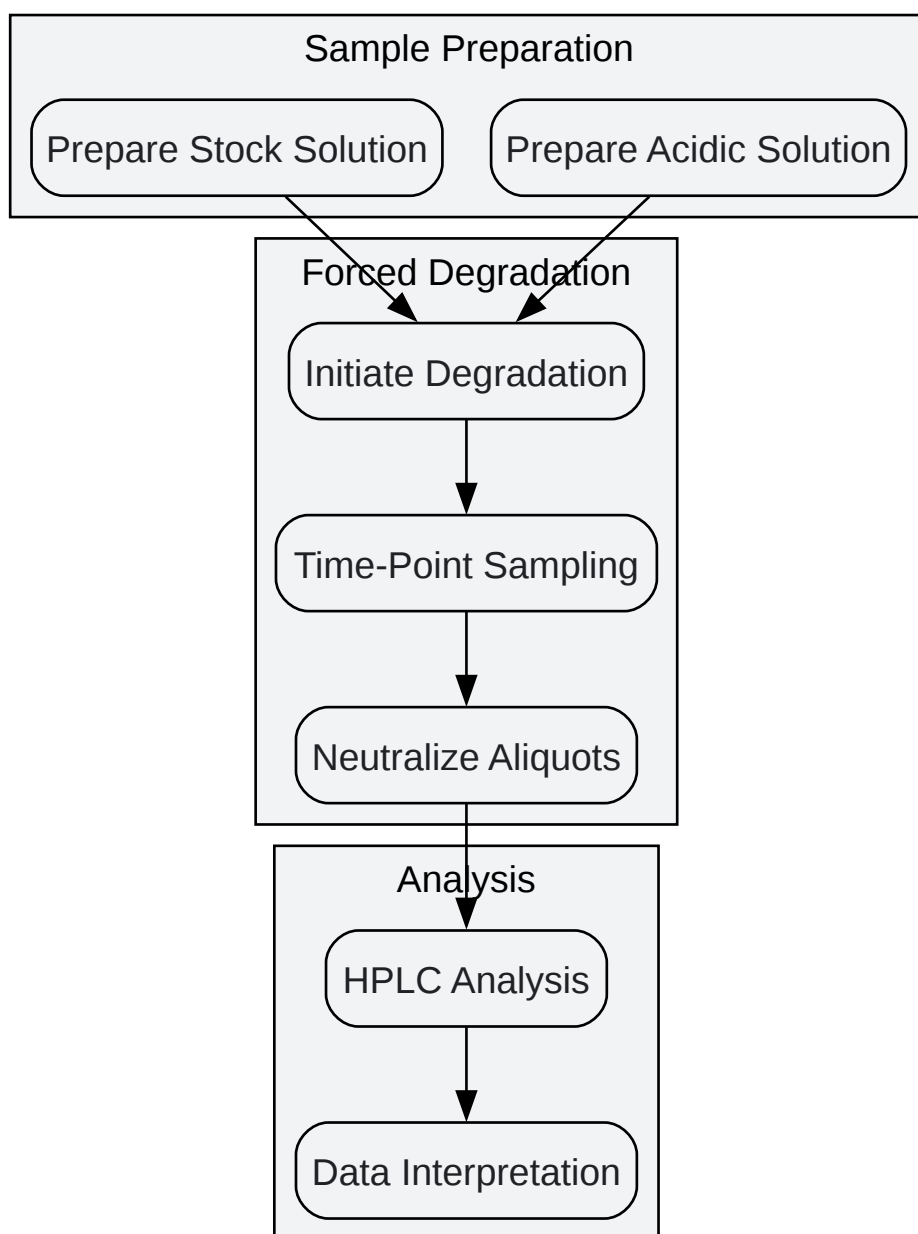 Sample Preparation
Prepare Stock Solution
Prepare Acidic Solution
Forced Degradation
Initiate Degradation
Time-Point Sampling
Neutralize Aliquots
Analysis
HPLC Analysis
Data Interpretation